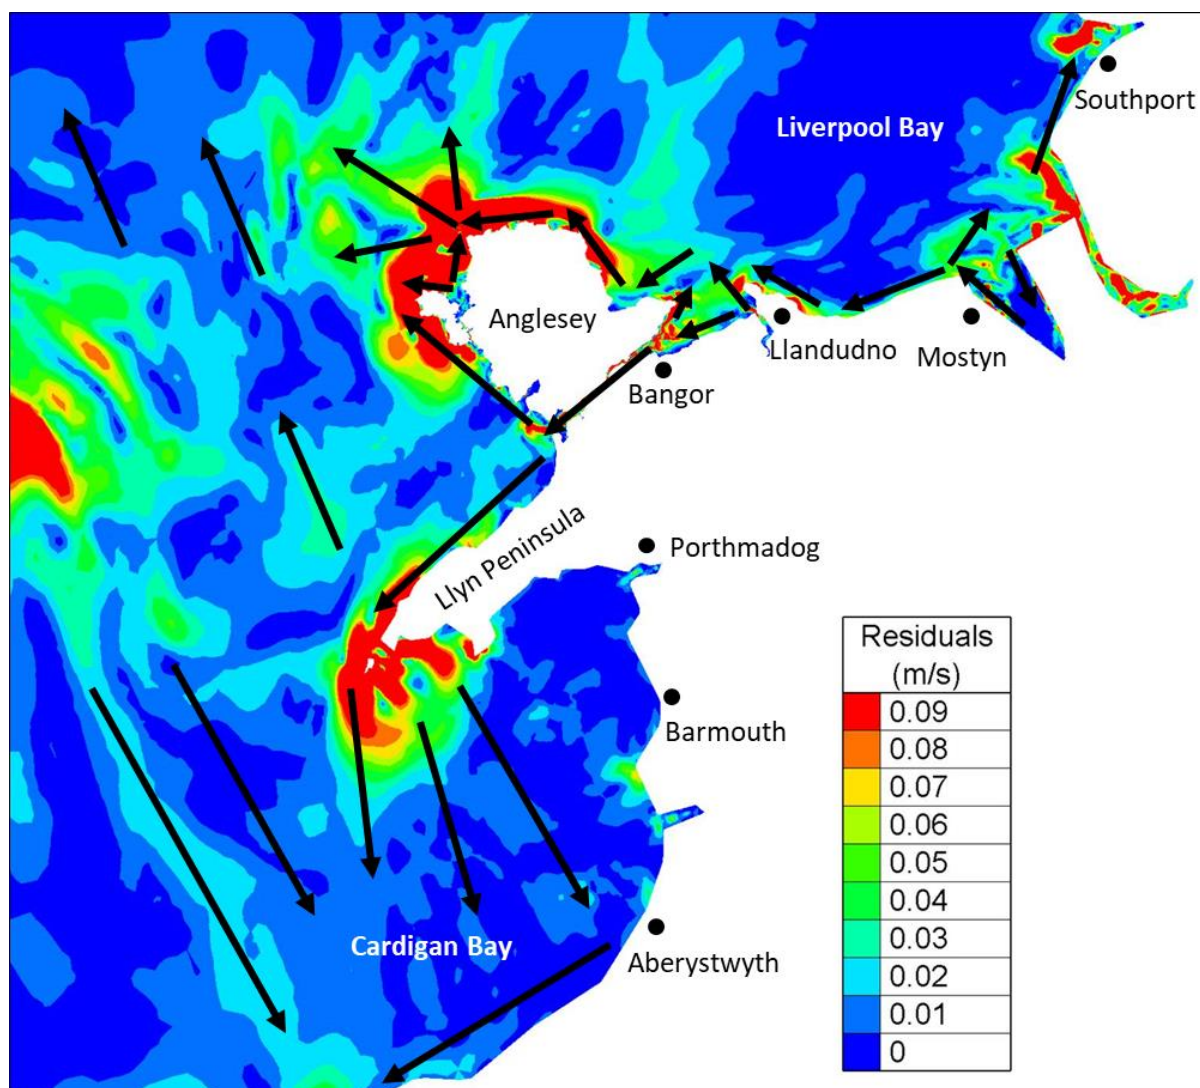 Southport
Liverpool Bay
Anglesey
Llandudno
Mostyn
Bangor
Porthmadog
Llyn Peninsula
Barmouth
Cardigan Bay
Aberystwyth
Residuals
(m/s)
0.09
0.08
0.07
0.06
0.05
0.04
0.03
0.02
0.01
0